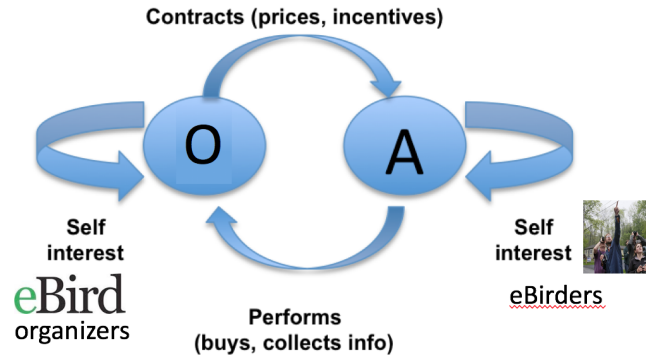 Contracts (prices, incentives)
O
A
Self
interest
Self
interest
eBird
organizers
eBirders
Performs
(buys, collects info)